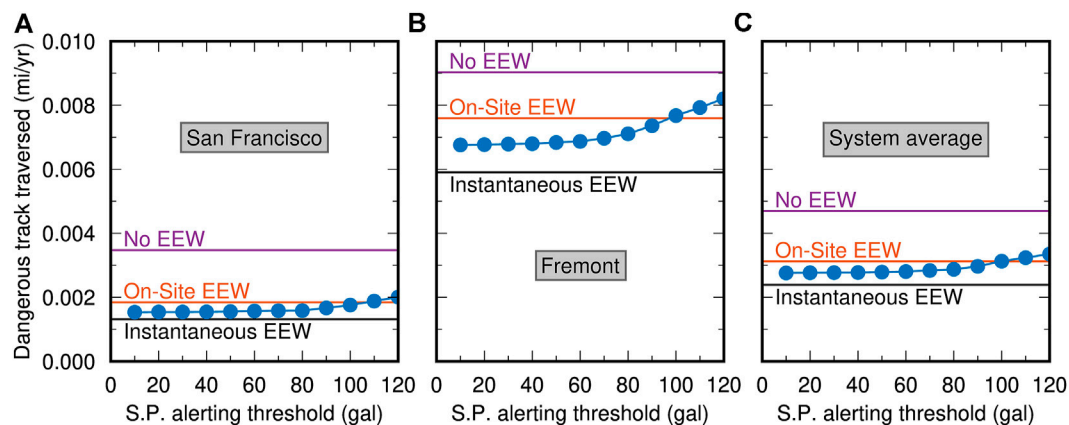 A
B
C
Dangerous track traversed (mi/yr)
0.010
0.008
0.006
0.004
0.002
0.000
San Francisco
No EEW
On-Site EEW
Instantaneous EEW
0 20 40 60 80 100 120
S.P. alerting threshold (gal)
No EEW
On-Site EEW
Instantaneous EEW
Fremont
0 20 40 60 80 100 120
S.P. alerting threshold (gal)
System average
No EEW
On-Site EEW
Instantaneous EEW
0 20 40 60 80 100 120
S.P. alerting threshold (gal)